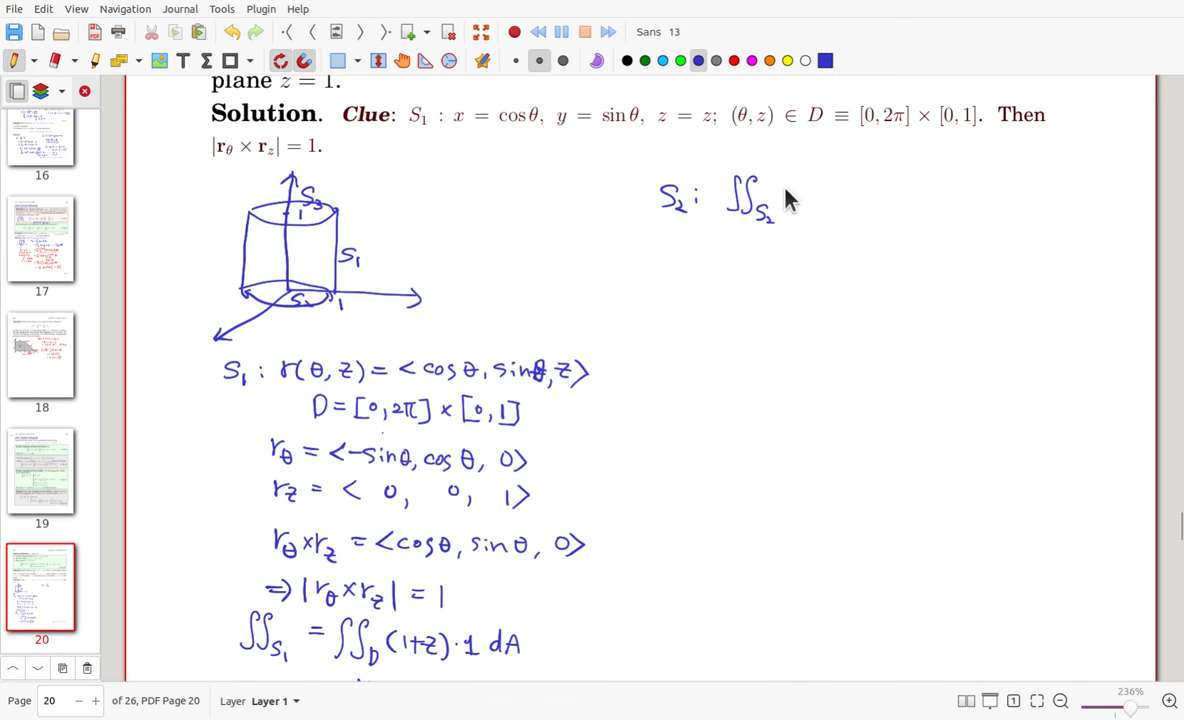 File Edit View Navigation Journal Tools Plugin Help
Sans 13
plane z = 1.
Solution. Clue: S₁ : x = cos θ, y = sin θ, z = z; (θ, z) ∈ D ≡ [0, 2π] × [0, 1]. Then
|r_θ × r_z| = 1.
S₃
1
S₁
S₂
1
S₂ : ∬_S₂
S₁ : r(θ, z) = <cos θ, sin θ, z>
D = [0, 2π] × [0, 1]
r_θ = <-sin θ, cos θ, 0>
r_z = < 0, 0, 1>
r_θ × r_z = <cos θ, sin θ, 0>
⇒ |r_θ × r_z| = 1
∬_S₁ = ∬_D (1+z) · 1 dA
16
17
18
19
20
Page 20 of 26, PDF Page 20 Layer Layer 1 236%